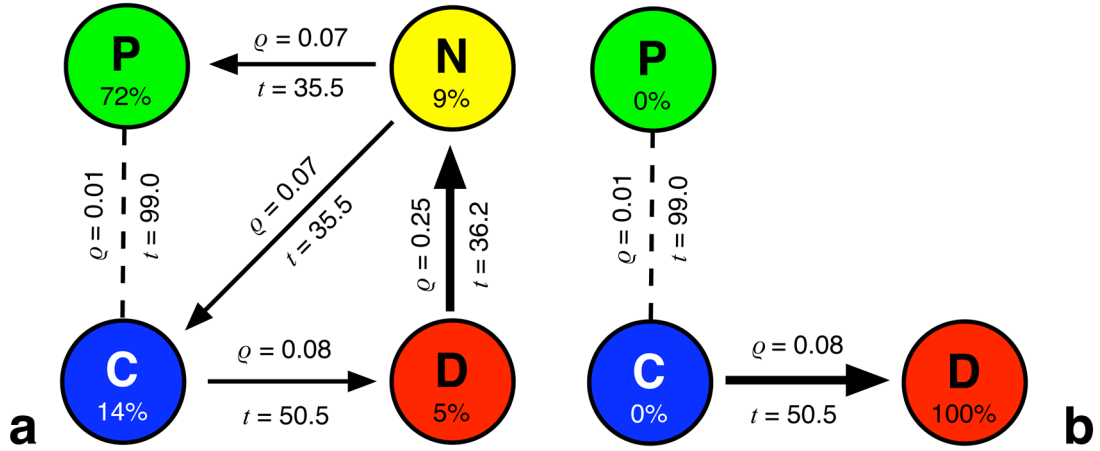 P
72%
ϱ = 0.07
t = 35.5
N
9%
P
0%
ϱ = 0.01
t = 99.0
ϱ = 0.07
t = 35.5
ϱ = 0.25
t = 36.2
ϱ = 0.01
t = 99.0
C
14%
ϱ = 0.08
t = 50.5
D
5%
C
0%
ϱ = 0.08
t = 50.5
D
100%
a
b